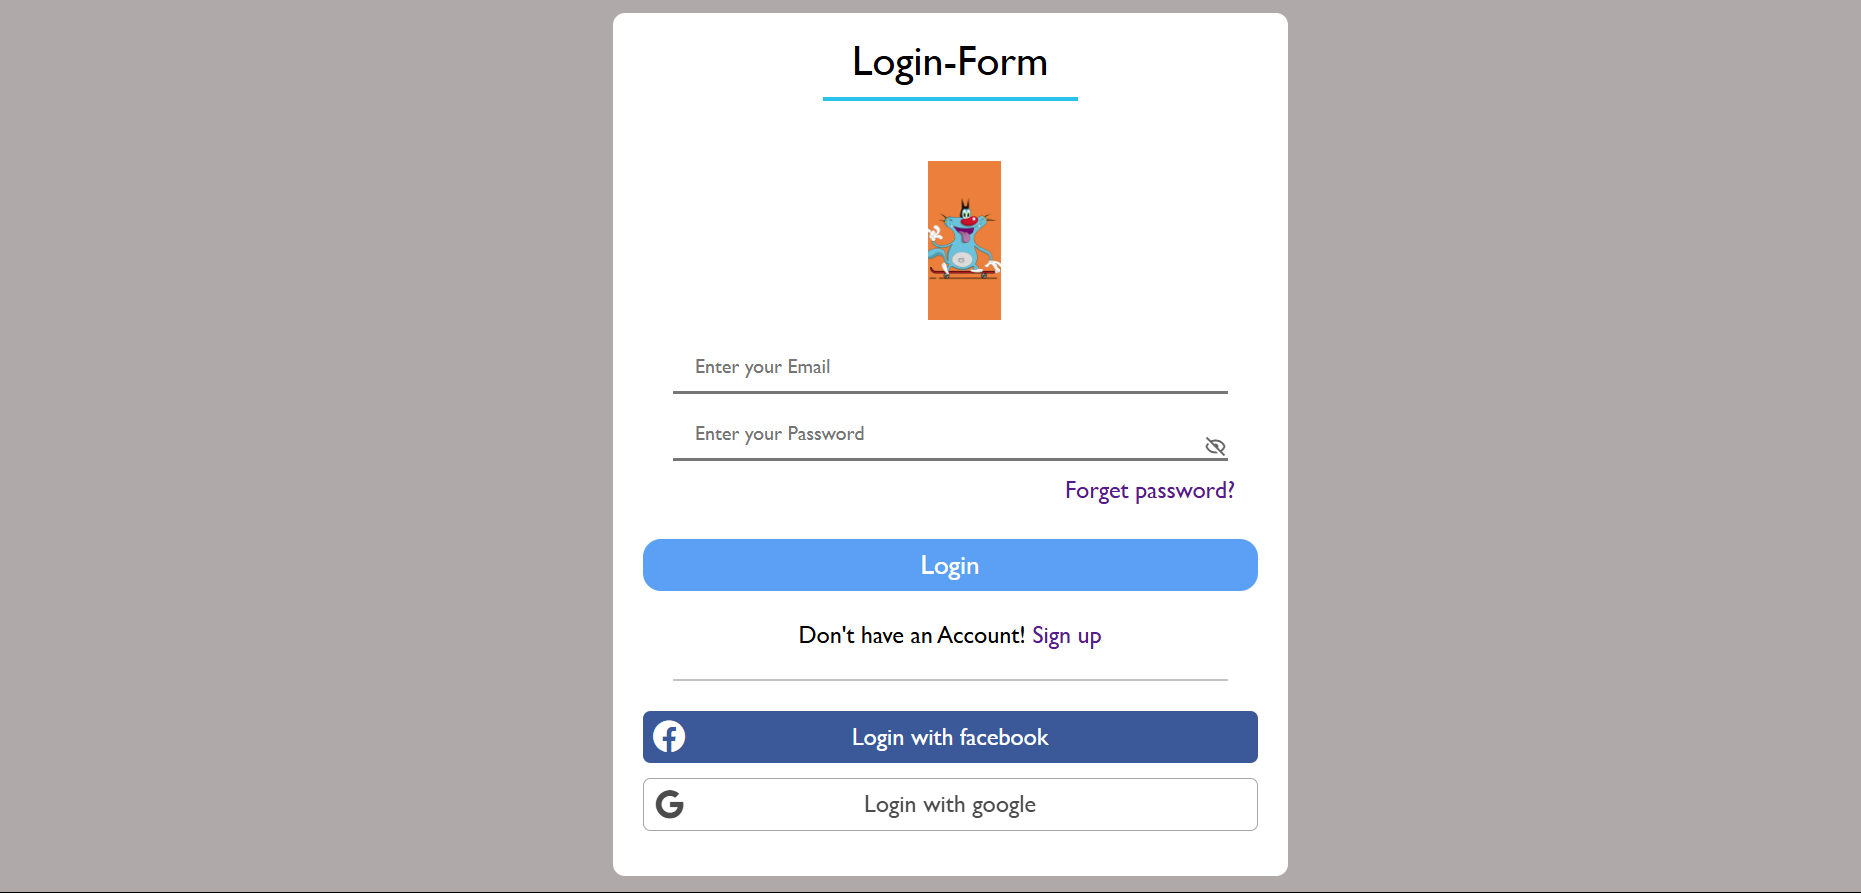 Login-Form
Enter your Email
Enter your Password
Forget password?
Login
Don't have an Account! Sign up
Login with facebook
Login with google